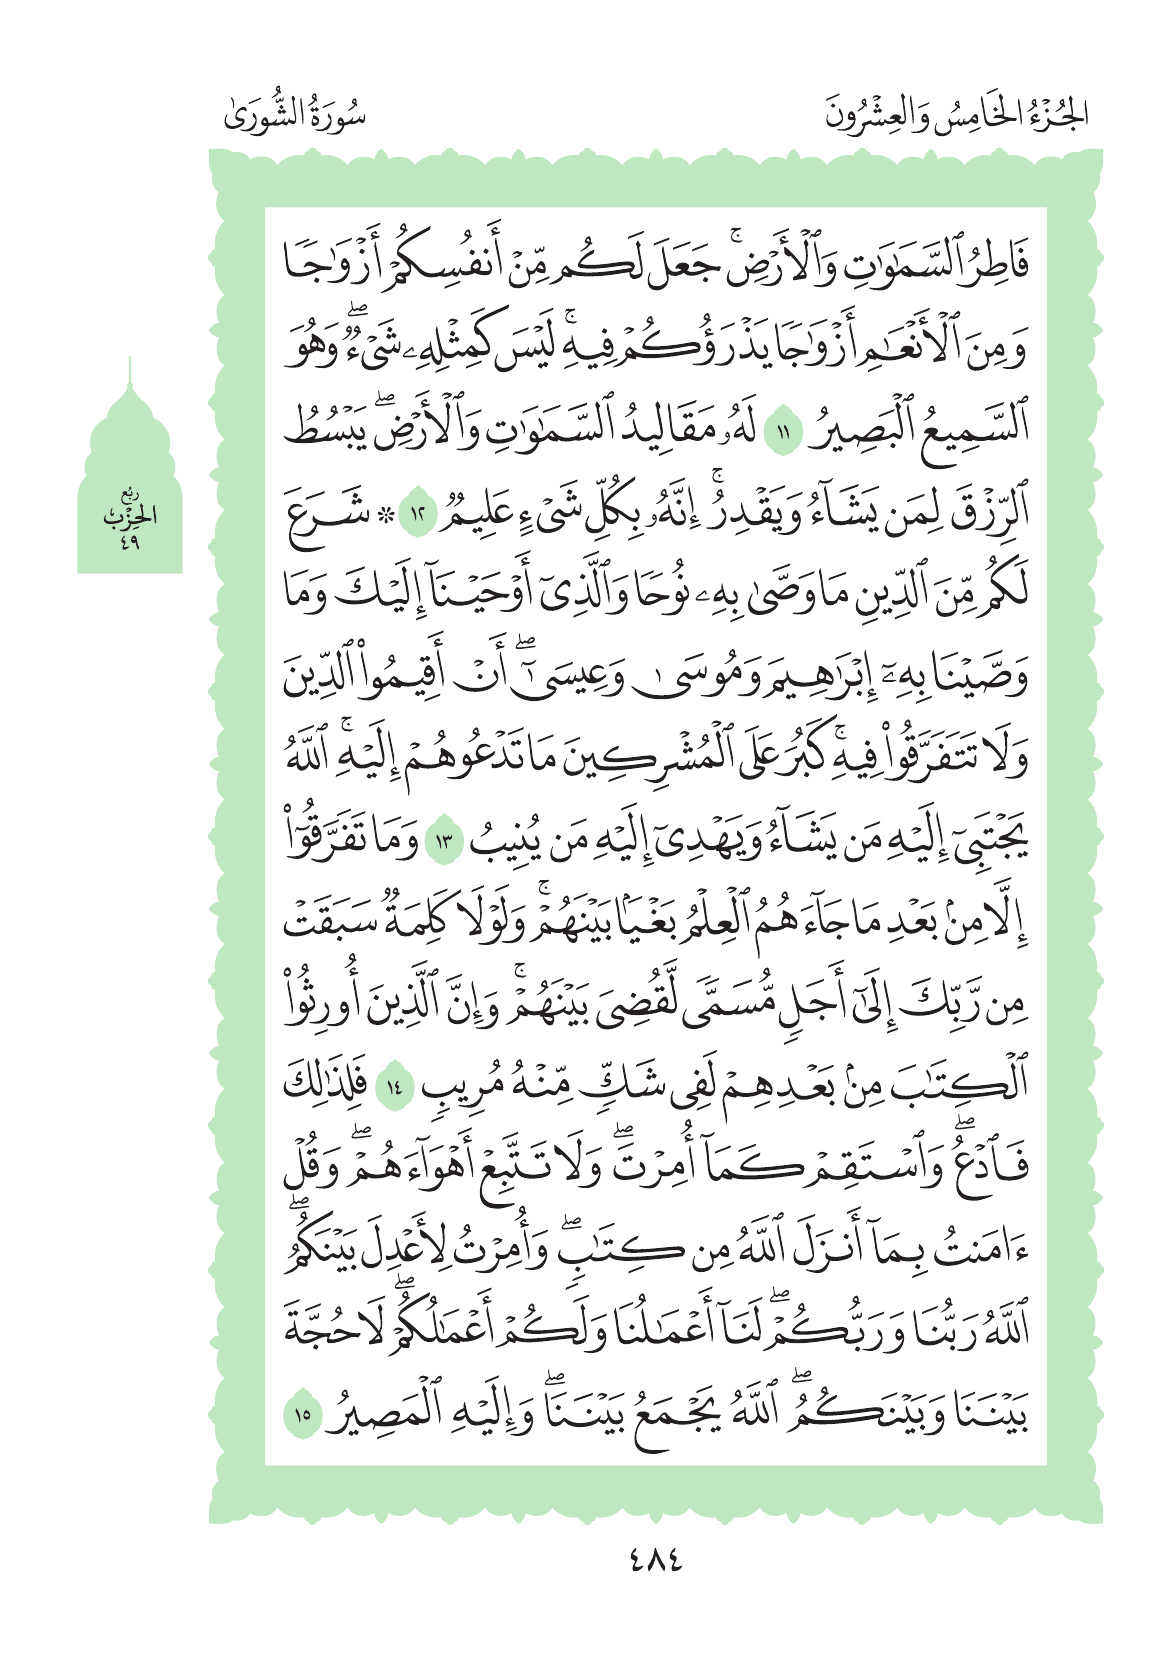 الجُزْءُ الخَامِسُ وَالعِشْرُونَ
سُورَةُ الشُّورَىٰ
فَاطِرُ ٱلسَّمَٰوَٰتِ وَٱلْأَرْضِۚ جَعَلَ لَكُم مِّنْ أَنفُسِكُمْ أَزْوَٰجًا
وَمِنَ ٱلْأَنْعَٰمِ أَزْوَٰجًا يَذْرَؤُكُمْ فِيهِۚ لَيْسَ كَمِثْلِهِۦ شَىْءٌۖ وَهُوَ
ٱلسَّمِيعُ ٱلْبَصِيرُ ١١ لَهُۥ مَقَالِيدُ ٱلسَّمَٰوَٰتِ وَٱلْأَرْضِۖ يَبْسُطُ
ٱلرِّزْقَ لِمَن يَشَآءُ وَيَقْدِرُۚ إِنَّهُۥ بِكُلِّ شَىْءٍ عَلِيمٌ ١٢ * شَرَعَ
لَكُم مِّنَ ٱلدِّينِ مَا وَصَّىٰ بِهِۦ نُوحًا وَٱلَّذِىٓ أَوْحَيْنَآ إِلَيْكَ وَمَا
وَصَّيْنَا بِهِۦٓ إِبْرَٰهِيمَ وَمُوسَىٰ وَعِيسَىٰٓۖ أَنْ أَقِيمُوا۟ ٱلدِّينَ
وَلَا تَتَفَرَّقُوا۟ فِيهِۚ كَبُرَ عَلَى ٱلْمُشْرِكِينَ مَا تَدْعُوهُمْ إِلَيْهِۚ ٱللَّهُ
يَجْتَبِىٓ إِلَيْهِ مَن يَشَآءُ وَيَهْدِىٓ إِلَيْهِ مَن يُنِيبُ ١٣ وَمَا تَفَرَّقُوٓا۟
إِلَّا مِنۢ بَعْدِ مَا جَآءَهُمُ ٱلْعِلْمُ بَغْيًۢا بَيْنَهُمْۚ وَلَوْلَا كَلِمَةٌ سَبَقَتْ
مِن رَّبِّكَ إِلَىٰٓ أَجَلٍ مُّسَمًّى لَّقُضِىَ بَيْنَهُمْۚ وَإِنَّ ٱلَّذِينَ أُورِثُوا۟
ٱلْكِتَٰبَ مِنۢ بَعْدِهِمْ لَفِى شَكٍّ مِّنْهُ مُرِيبٍ ١٤ فَلِذَٰلِكَ
فَٱدْعُۖ وَٱسْتَقِمْ كَمَآ أُمِرْتَۖ وَلَا تَتَّبِعْ أَهْوَآءَهُمْۖ وَقُلْ
ءَامَنتُ بِمَآ أَنزَلَ ٱللَّهُ مِن كِتَٰبٍۖ وَأُمِرْتُ لِأَعْدِلَ بَيْنَكُمُۖ
ٱللَّهُ رَبُّنَا وَرَبُّكُمْۖ لَنَآ أَعْمَٰلُنَا وَلَكُمْ أَعْمَٰلُكُمْۖ لَا حُجَّةَ
بَيْنَنَا وَبَيْنَكُمُۖ ٱللَّهُ يَجْمَعُ بَيْنَنَاۖ وَإِلَيْهِ ٱلْمَصِيرُ ١٥
رُبْع
الحِزْب
٤٩
٤٨٤